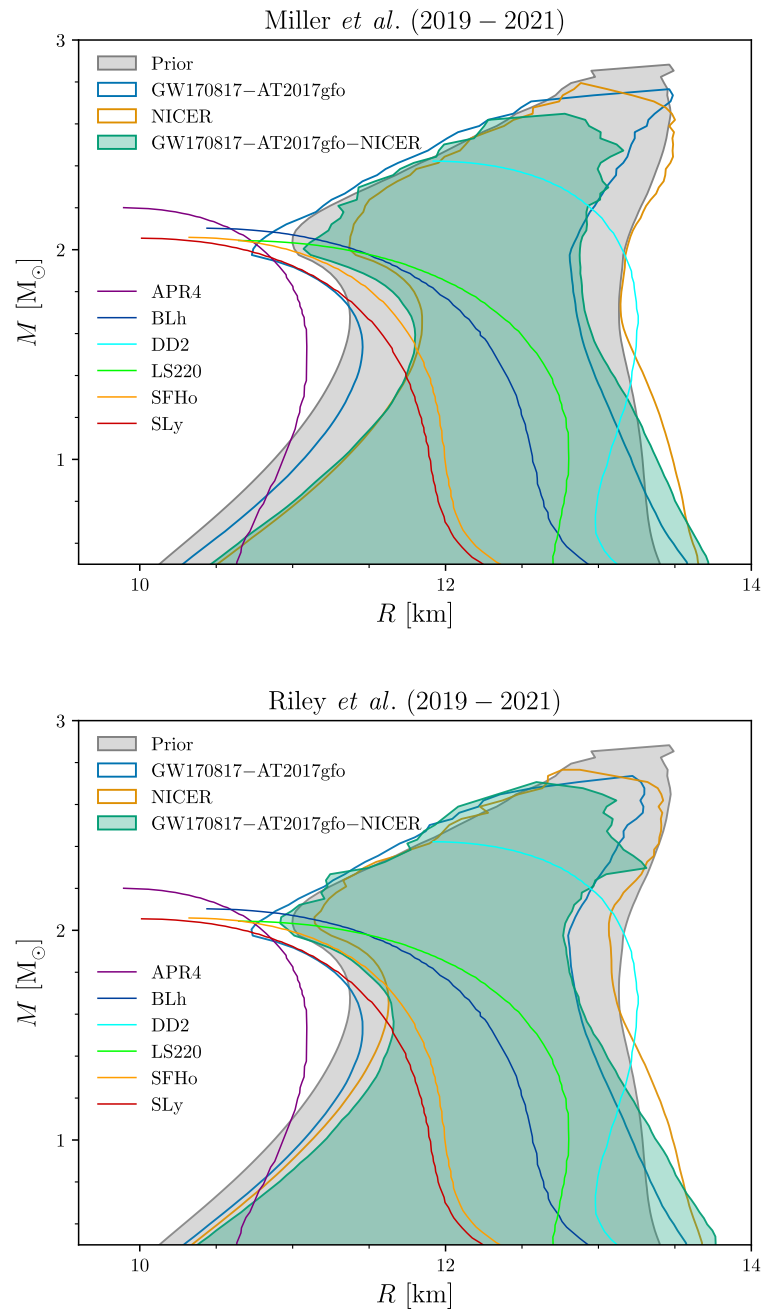 Miller et al. (2019 − 2021)
3
Prior
GW170817−AT2017gfo
NICER
GW170817−AT2017gfo−NICER
2
APR4
BLh
DD2
LS220
SFHo
SLy
1
M [M⊙]
10
12
14
R [km]
Riley et al. (2019 − 2021)
3
Prior
GW170817−AT2017gfo
NICER
GW170817−AT2017gfo−NICER
2
APR4
BLh
DD2
LS220
SFHo
SLy
1
M [M⊙]
10
12
14
R [km]